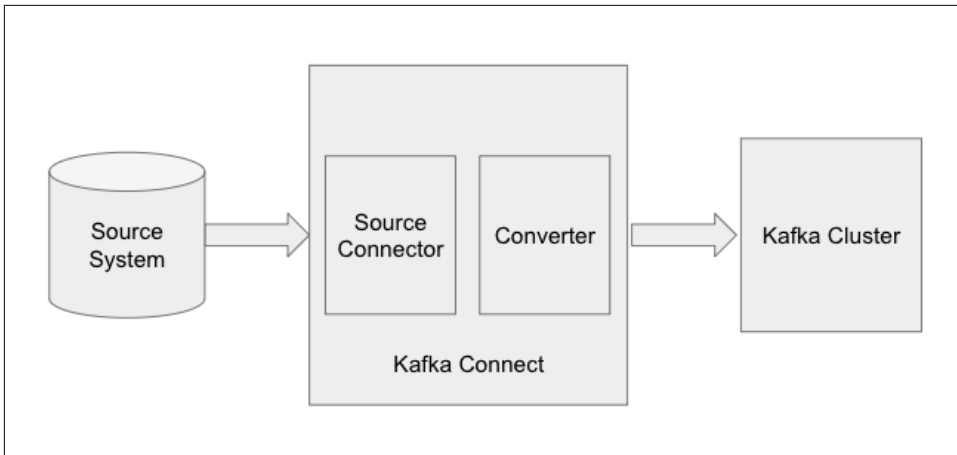 Source
System
Source
Connector
Converter
Kafka Connect
Kafka Cluster